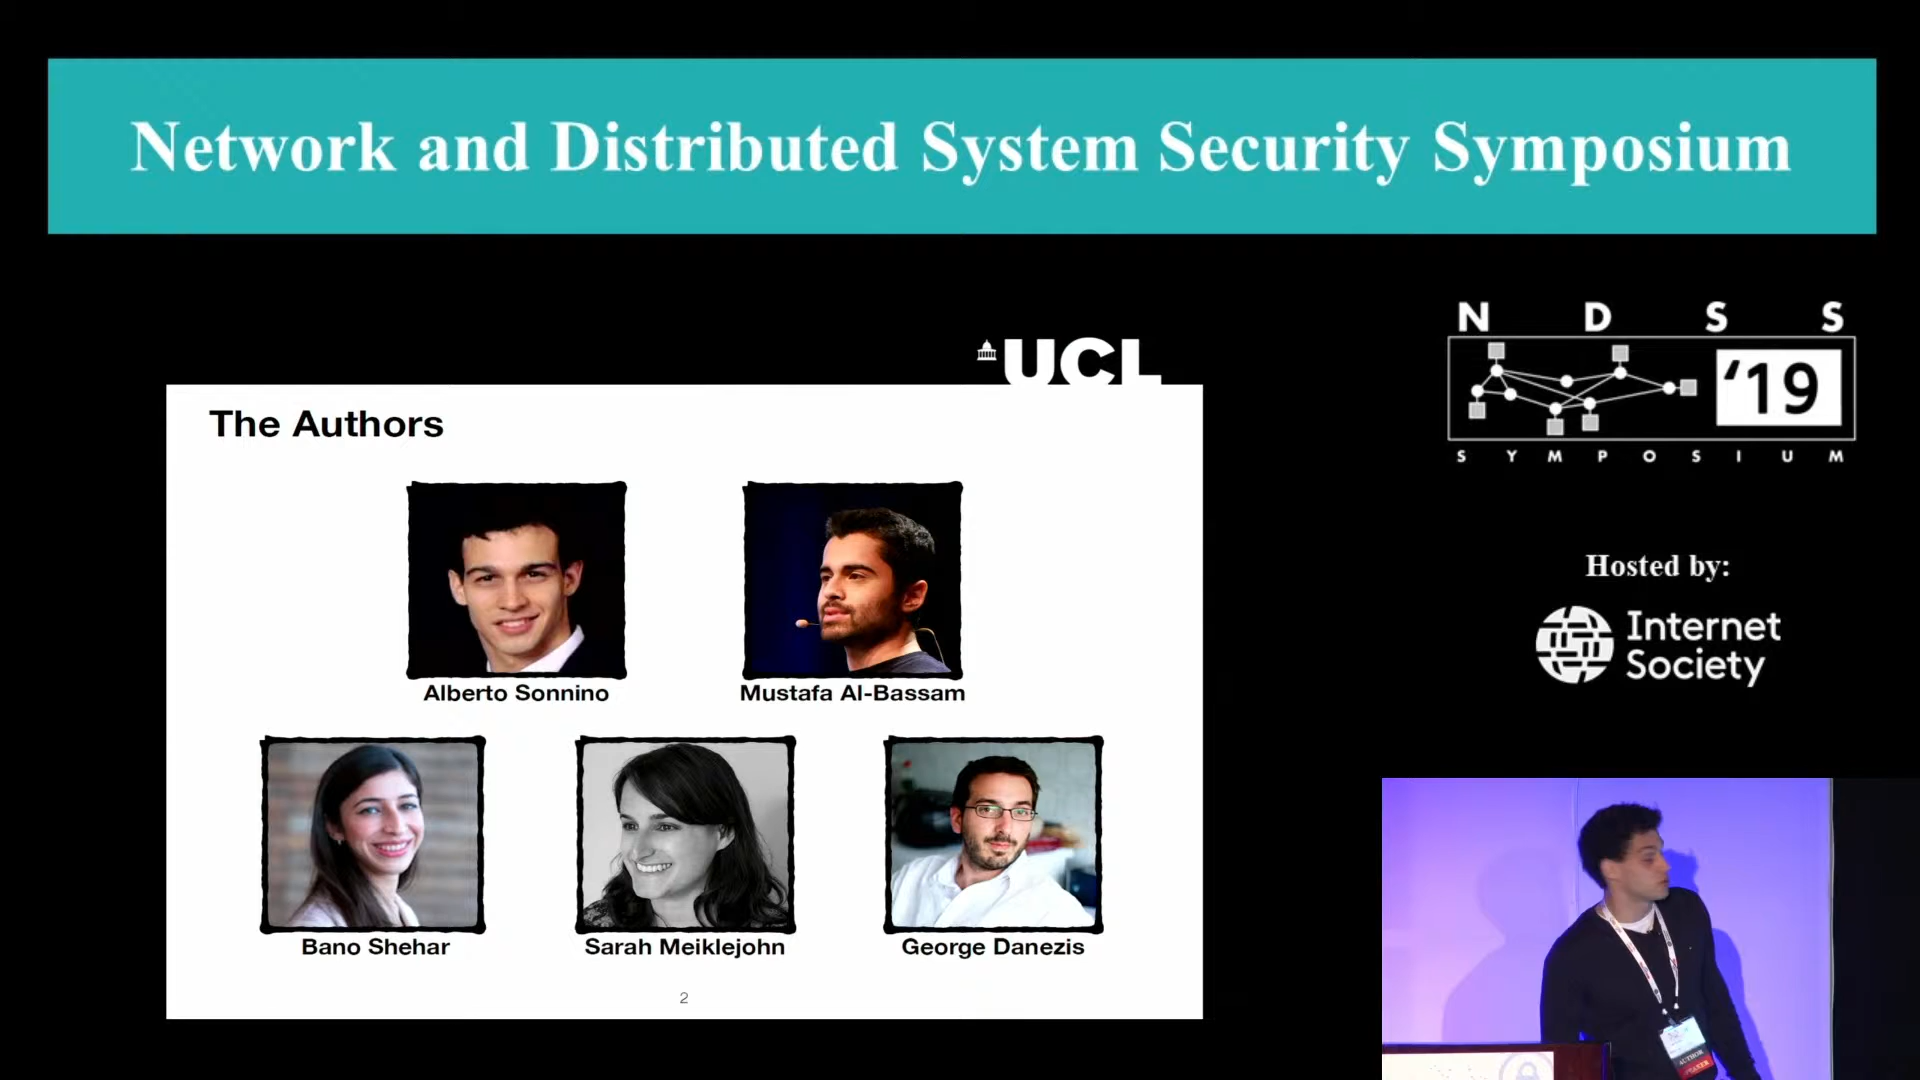 Network and Distributed System Security Symposium
UCL
The Authors
Alberto Sonnino
Mustafa Al-Bassam
Bano Shehar
Sarah Meiklejohn
George Danezis
2
N D S S
'19
S Y M P O S I U M
Hosted by:
Internet
Society
AUTHOR